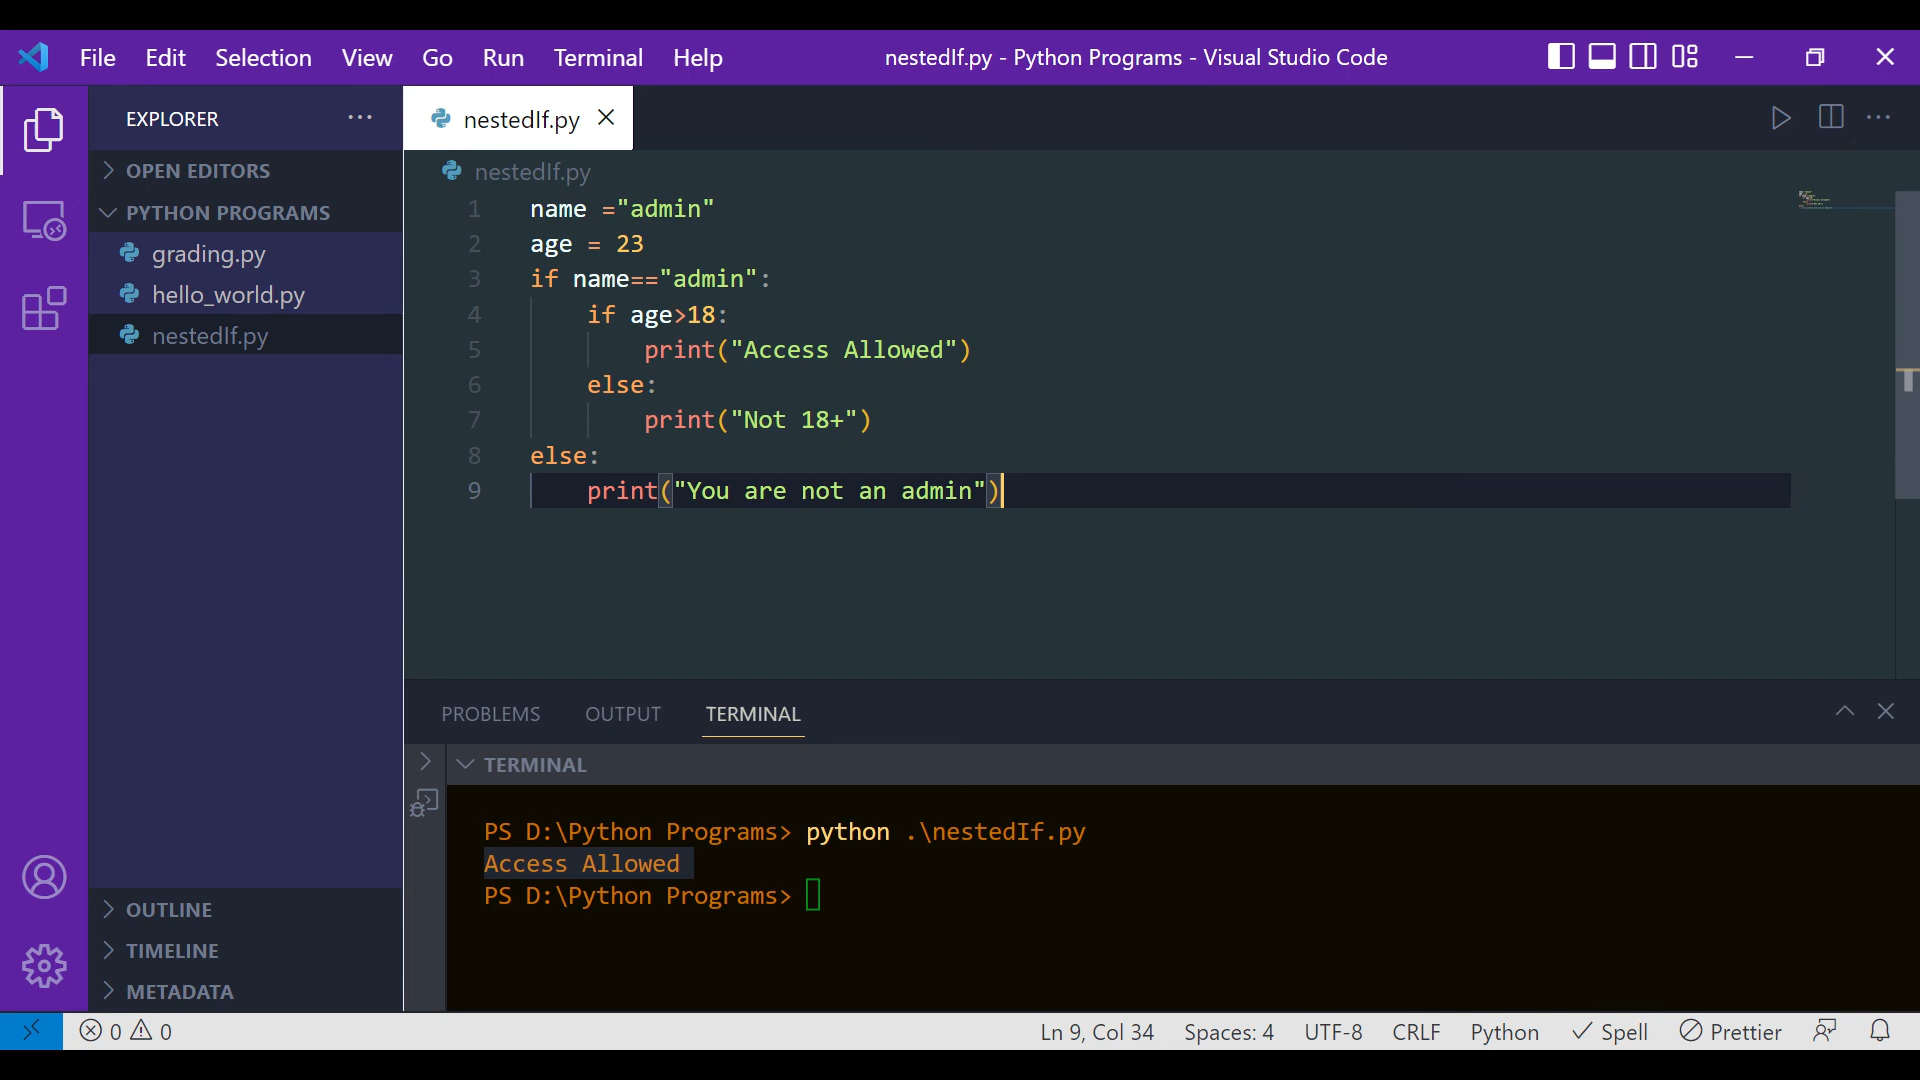 File Edit Selection View Go Run Terminal Help nestedIf.py - Python Programs - Visual Studio Code
EXPLORER
OPEN EDITORS
PYTHON PROGRAMS
grading.py
hello_world.py
nestedIf.py
OUTLINE
TIMELINE
METADATA
nestedIf.py
nestedIf.py
1 name ="admin"
2 age = 23
3 if name=="admin":
4     if age>18:
5         print("Access Allowed")
6     else:
7         print("Not 18+")
8 else:
9     print("You are not an admin")
PROBLEMS OUTPUT TERMINAL
TERMINAL
PS D:\Python Programs> python .\nestedIf.py
Access Allowed
PS D:\Python Programs>
0 0 Ln 9, Col 34 Spaces: 4 UTF-8 CRLF Python Spell Prettier